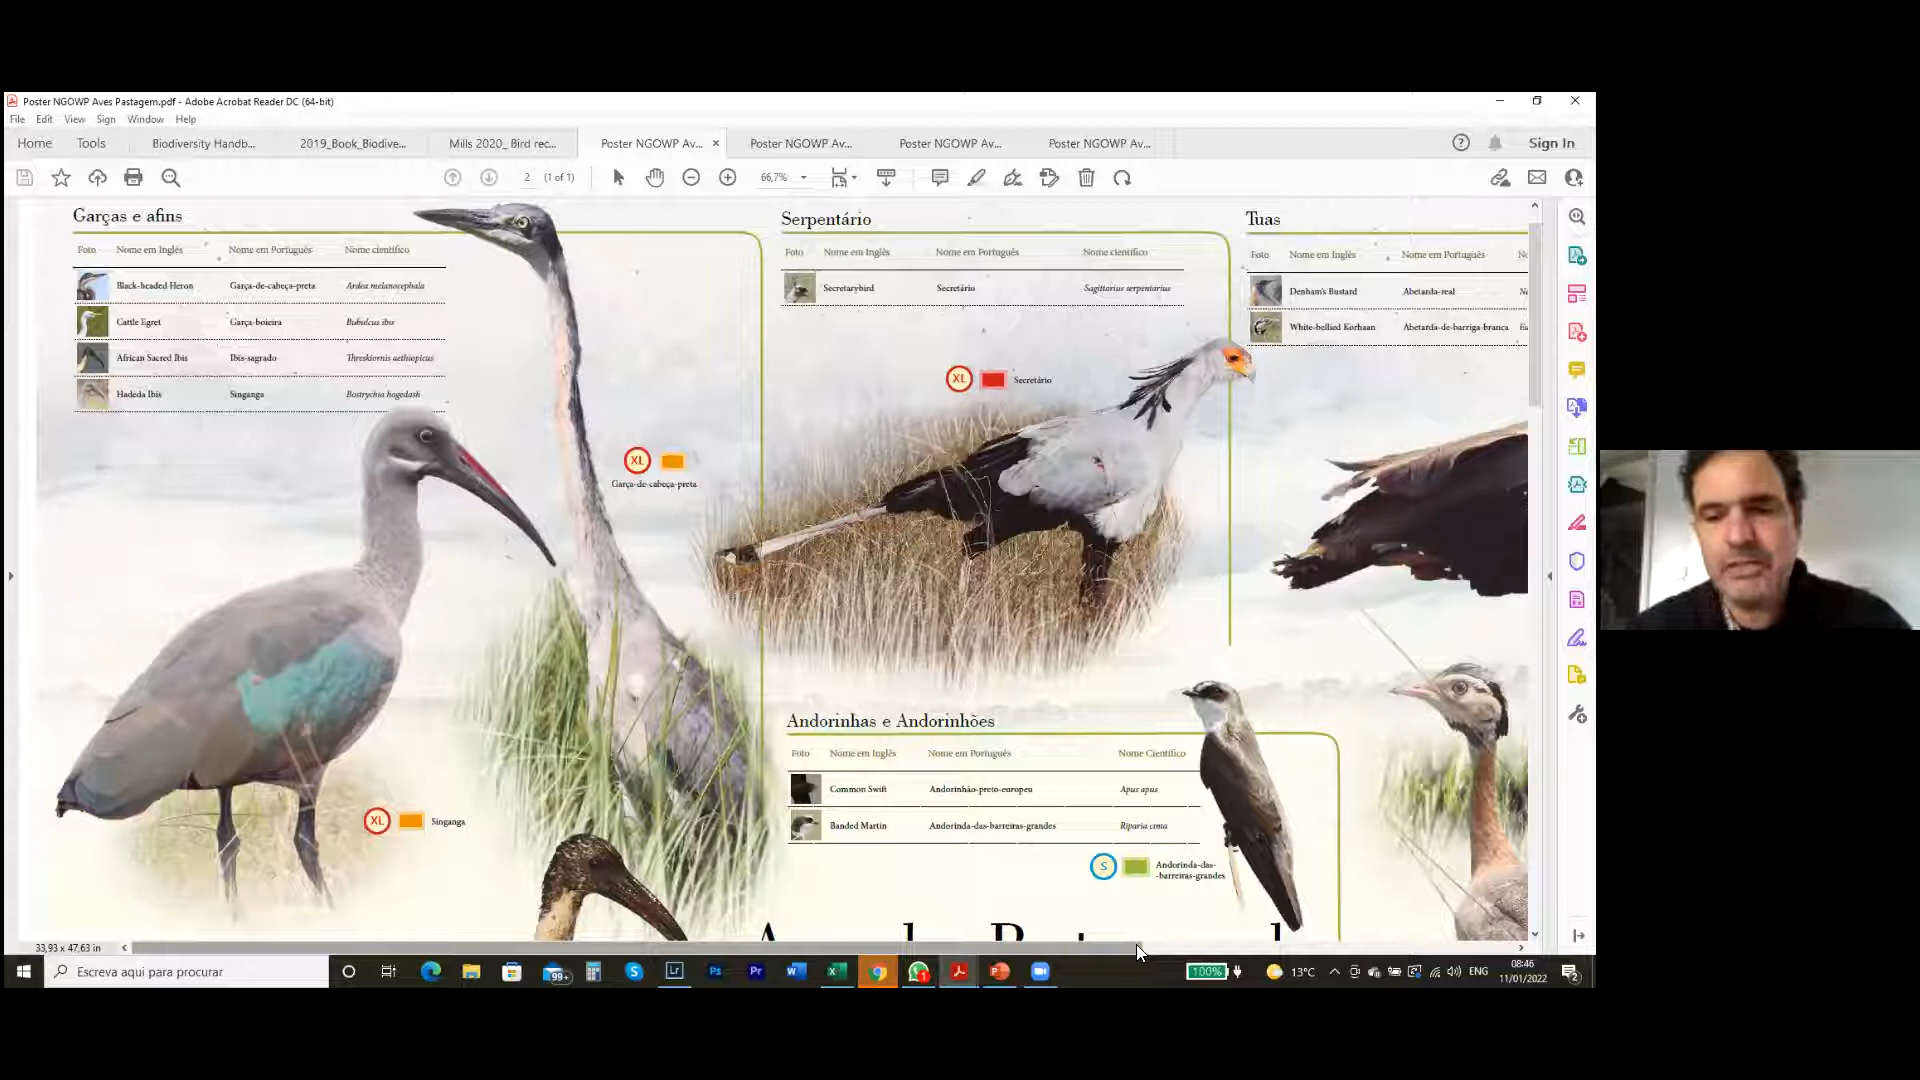 Poster NGOWP Aves Pastagem.pdf - Adobe Acrobat Reader DC (64-bit)
File Edit View Sign Window Help
Home Tools Biodiversity Handb... 2019_Book_Biodive... Mills 2020_ Bird rec... Poster NGOWP Av... × Poster NGOWP Av... Poster NGOWP Av... Poster NGOWP Av... Sign In
2 (1 of 1) 66,7%
Garças e afins
Foto Nome em Inglês Nome em Português Nome científico
Black-headed Heron Garça-de-cabeça-preta Ardea melanocephala
Cattle Egret Garça-boieira Bubulcus ibis
African Sacred Ibis Ibis-sagrado Threskiornis aethiopicus
Hadeda Ibis Singanga Bostrychia hagedash
XL
Garça-de-cabeça-preta
XL Singanga
Serpentário
Foto Nome em Inglês Nome em Português Nome científico
Secretarybird Secretário Sagittarius serpentarius
XL Secretário
Tuas
Foto Nome em Inglês Nome em Português
Denham's Bustard Abetarda-real
White-bellied Korhaan Abetarda-de-barriga-branca
Andorinhas e Andorinhões
Foto Nome em Inglês Nome em Português Nome Científico
Common Swift Andorinhão-preto-europeu Apus apus
Banded Martin Andorinda-das-barreiras-grandes Riparia cincta
S Andorinda-das-
-barreiras-grandes
33,93 x 47,63 in
Escreva aqui para procurar
99+
Lr Ps Pr
100% 13°C ENG
08:46
11/01/2022
2